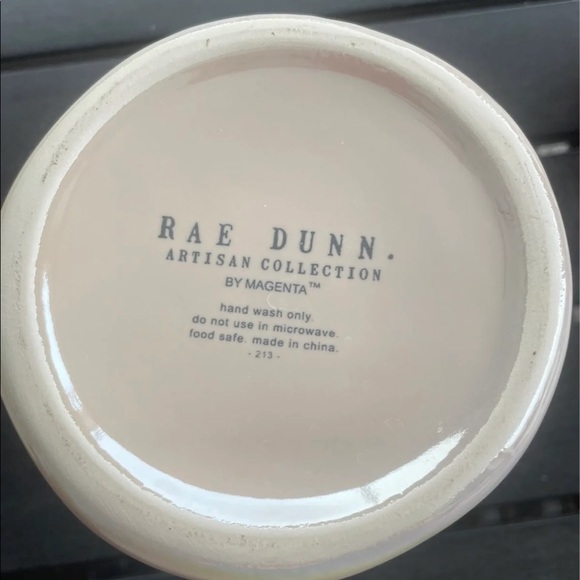 RAE DUNN.
ARTISAN COLLECTION
BY MAGENTA™
hand wash only.
do not use in microwave.
food safe. made in china.
- 213 -